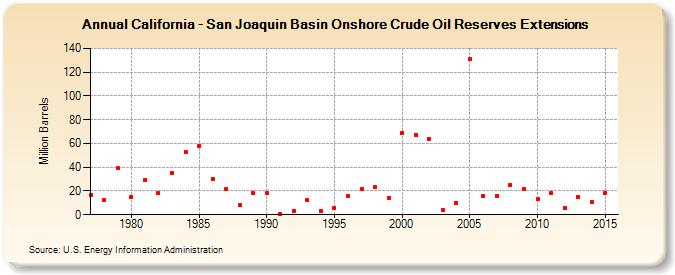 Annual California - San Joaquin Basin Onshore Crude Oil Reserves Extensions
Million Barrels
140
120
100
80
60
40
20
0
1980 1985 1990 1995 2000 2005 2010 2015
Source: U.S. Energy Information Administration